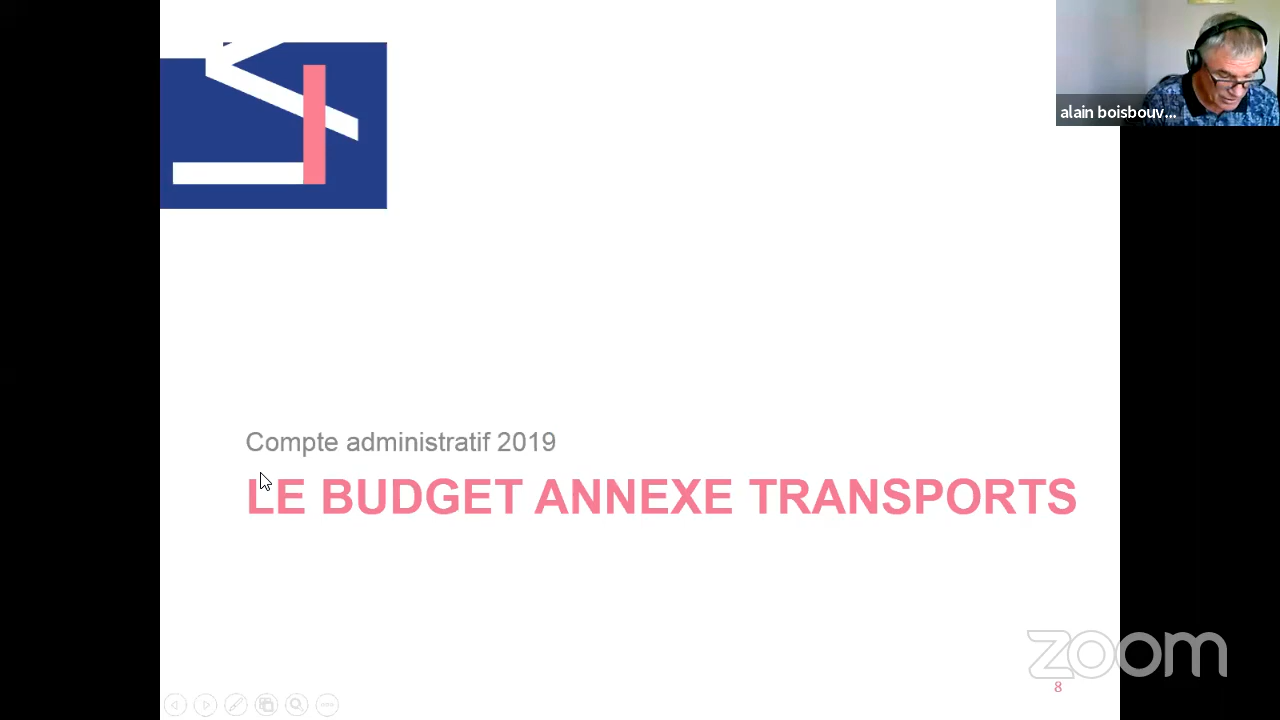 alain boisbouv...
Compte administratif 2019
LE BUDGET ANNEXE TRANSPORTS
zoom
8